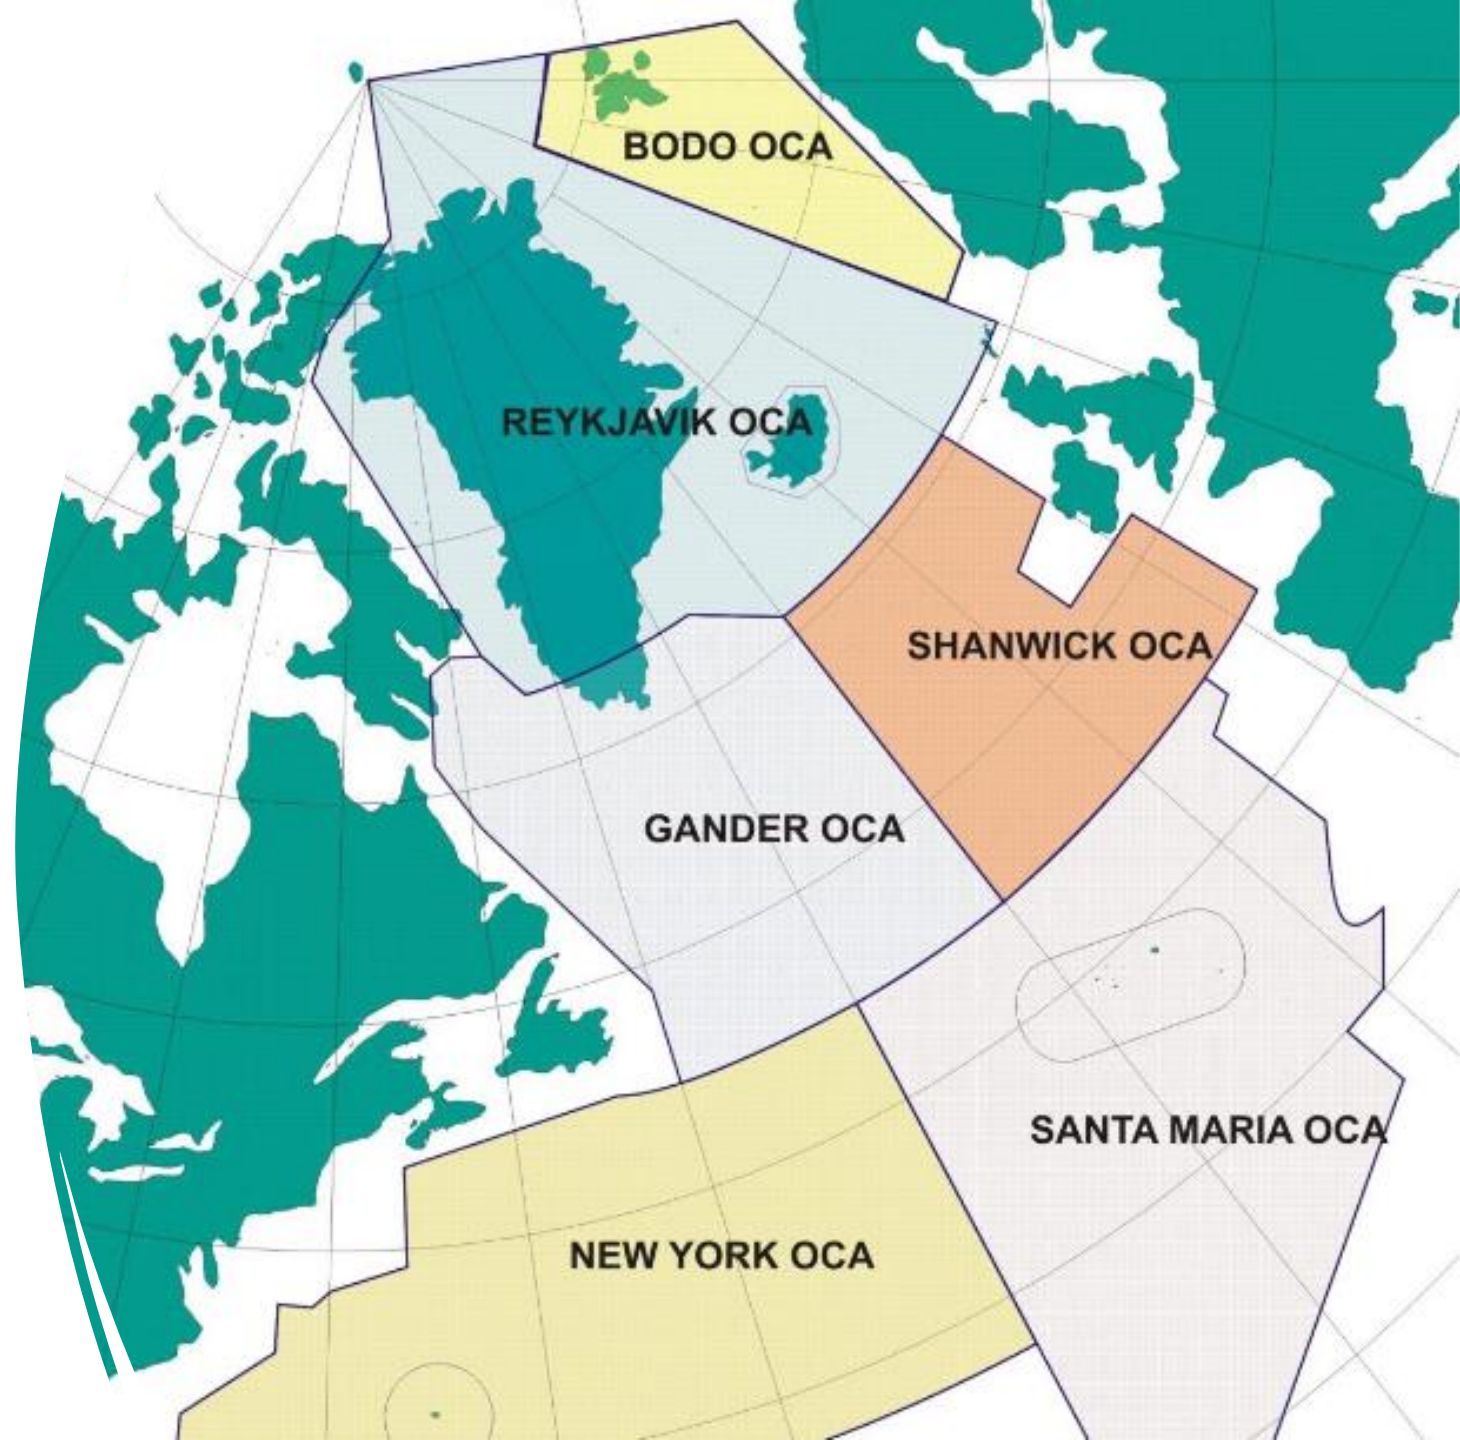 BODO OCA
REYKJAVIK OCA
SHANWICK OCA
GANDER OCA
SANTA MARIA OCA
NEW YORK OCA